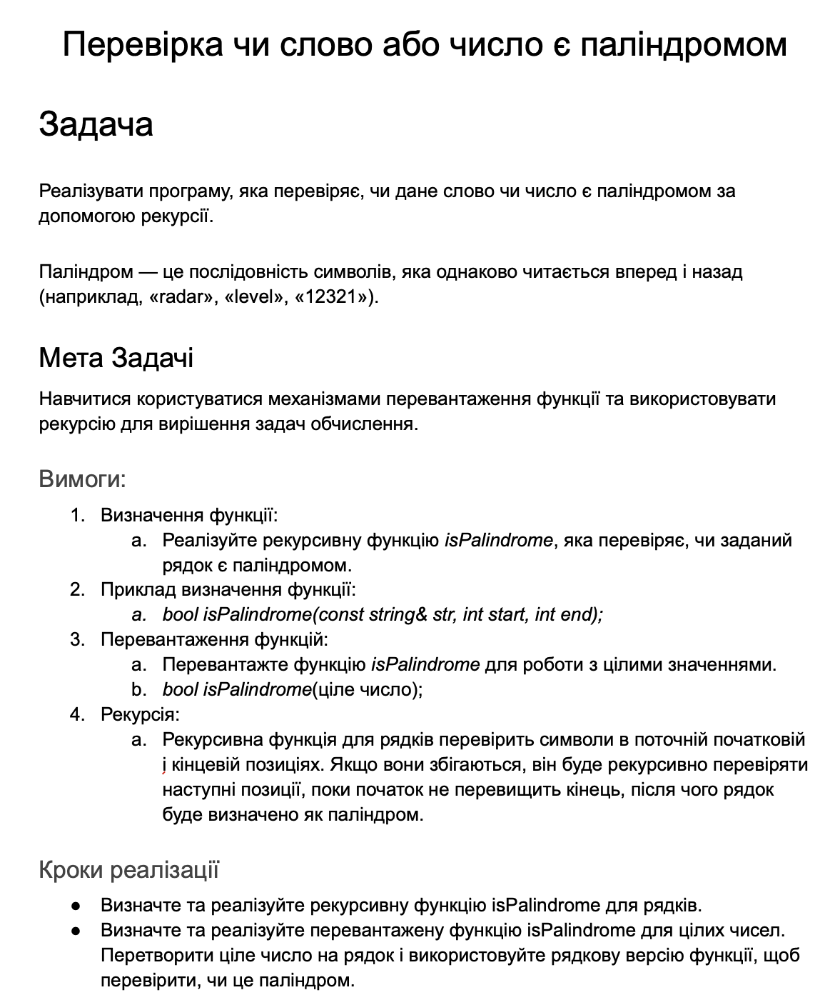 Перевірка чи слово або число є паліндромом
Задача
Реалізувати програму, яка перевіряє, чи дане слово чи число є паліндромом за
допомогою рекурсії.
Паліндром — це послідовність символів, яка однаково читається вперед і назад
(наприклад, «radar», «level», «12321»).
Мета Задачі
Навчитися користуватися механізмами перевантаження функції та використовувати
рекурсію для вирішення задач обчислення.
Вимоги:
1. Визначення функції:
a. Реалізуйте рекурсивну функцію isPalindrome, яка перевіряє, чи заданий
рядок є паліндромом.
2. Приклад визначення функції:
a. bool isPalindrome(const string& str, int start, int end);
3. Перевантаження функцій:
a. Перевантажте функцію isPalindrome для роботи з цілими значеннями.
b. bool isPalindrome(ціле число);
4. Рекурсія:
a. Рекурсивна функція для рядків перевірить символи в поточній початковій
і кінцевій позиціях. Якщо вони збігаються, він буде рекурсивно перевіряти
наступні позиції, поки початок не перевищить кінець, після чого рядок
буде визначено як паліндром.
Кроки реалізації
● Визначте та реалізуйте рекурсивну функцію isPalindrome для рядків.
● Визначте та реалізуйте перевантажену функцію isPalindrome для цілих чисел.
Перетворити ціле число на рядок і використовуйте рядкову версію функції, щоб
перевірити, чи це паліндром.